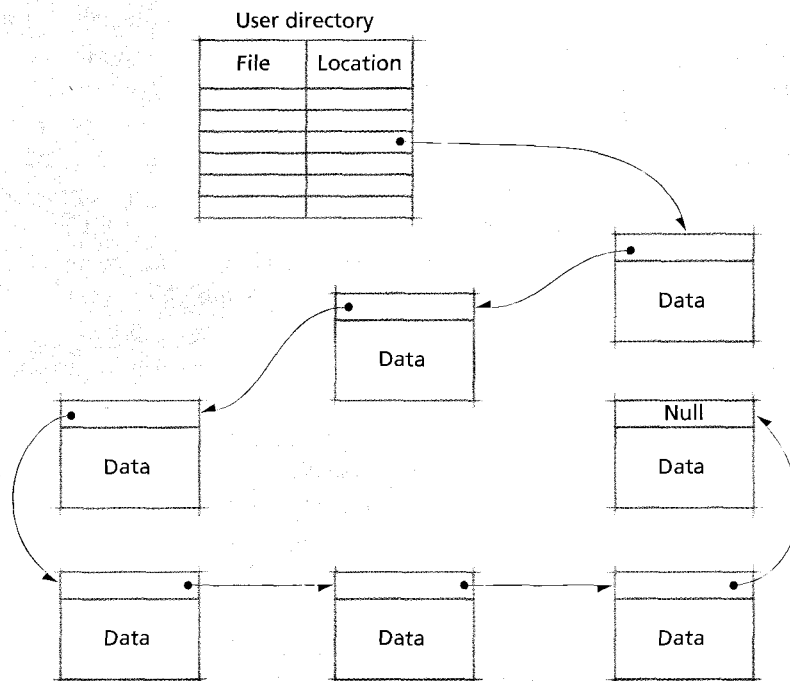 User directory
File Location
Data
Data
Data
Null
Data
Data
Data
Data